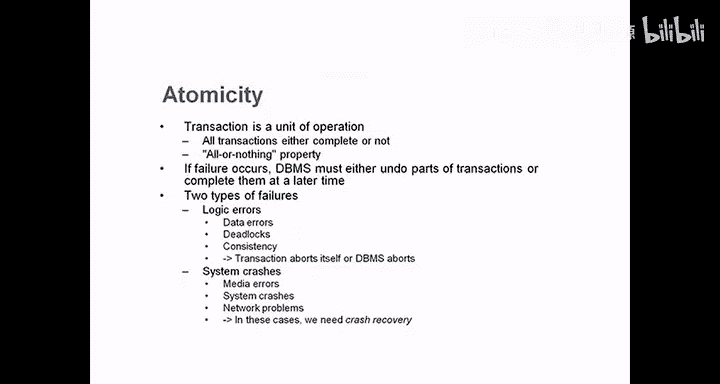 bilibili
Atomicity
• Transaction is a unit of operation
– All transactions either complete or not
– "All-or-nothing" property
• If failure occurs, DBMS must either undo parts of transactions or
complete them at a later time
• Two types of failures
– Logic errors
• Data errors
• Deadlocks
• Consistency
• -> Transaction aborts itself or DBMS aborts
– System crashes
• Media errors
• System crashes
• Network problems
• -> In these cases, we need crash recovery